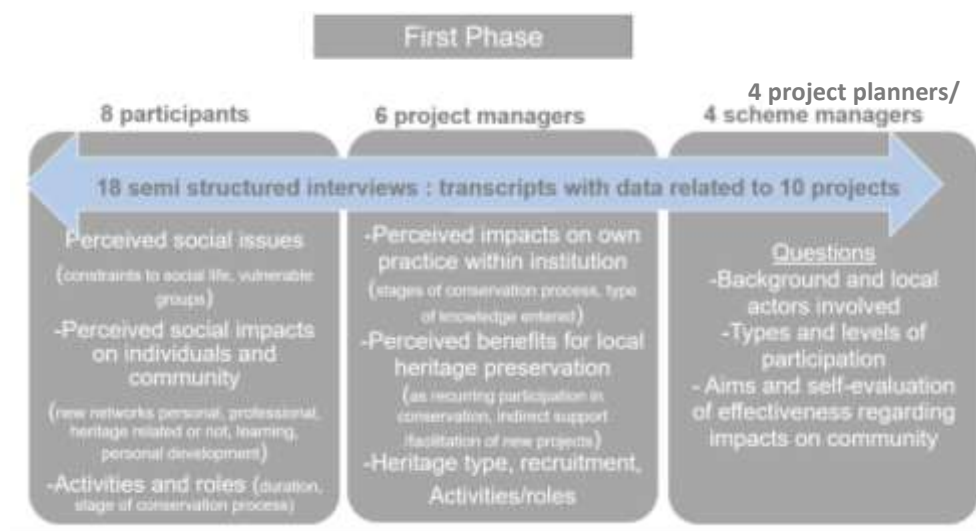 First Phase
8 participants
6 project managers
4 project planners/
4 scheme managers
18 semi structured interviews : transcripts with data related to 10 projects
Perceived social issues
(constraints to social life, vulnerable
groups)
-Perceived social impacts
on individuals and
community
(new networks personal, professional,
heritage related or not, learning,
personal development)
-Activities and roles (duration,
stage of conservation process)
-Perceived impacts on own
practice within institution
(stages of conservation process, type
of knowledge entered)
-Perceived benefits for local
heritage preservation
(as recurring participation in
conservation, indirect support
/facilitation of new projects)
-Heritage type, recruitment,
Activities/roles
Questions
-Background and local
actors involved
-Types and levels of
participation
- Aims and self-evaluation
of effectiveness regarding
impacts on community